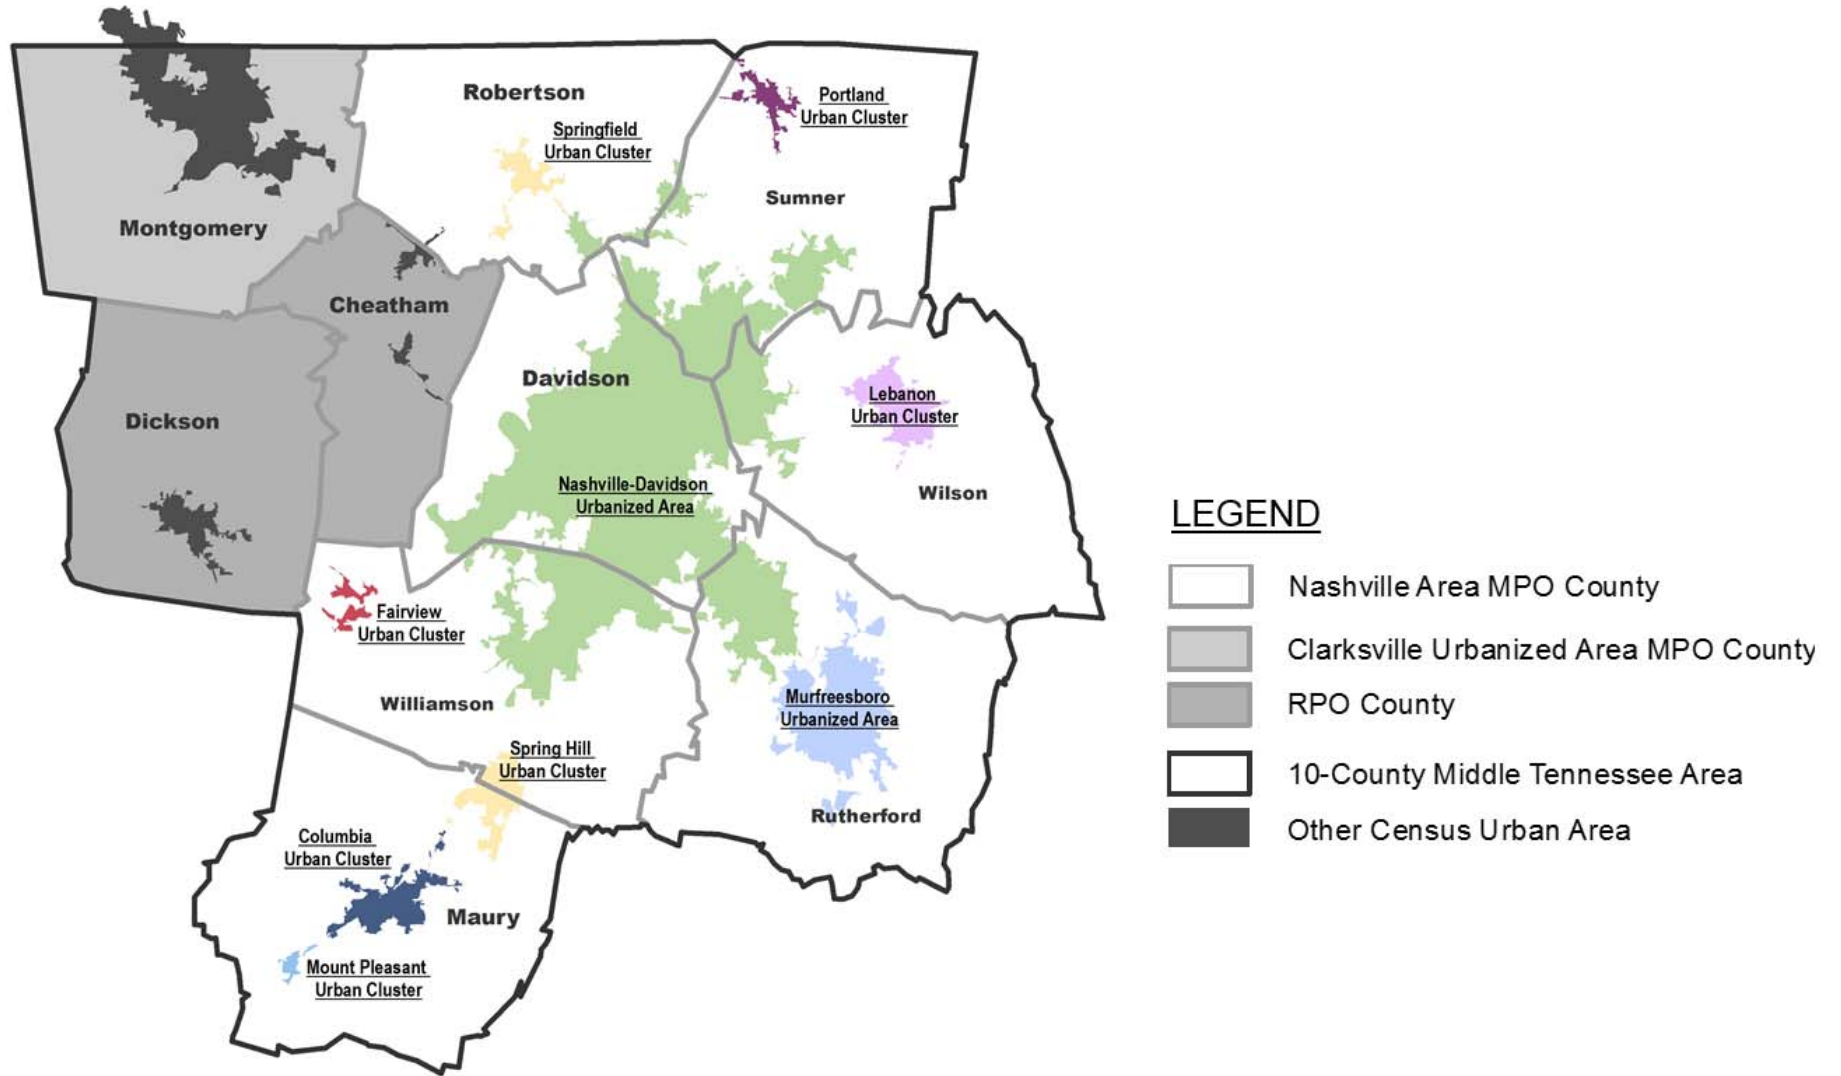 Robertson
Springfield
Urban Cluster
Portland
Urban Cluster
Sumner
Montgomery
Cheatham
Davidson
Dickson
Lebanon
Urban Cluster
Wilson
Nashville-Davidson
Urbanized Area
Fairview
Urban Cluster
Williamson
Murfreesboro
Urbanized Area
Spring Hill
Urban Cluster
Rutherford
Columbia
Urban Cluster
Maury
Mount Pleasant
Urban Cluster
LEGEND
Nashville Area MPO County
Clarksville Urbanized Area MPO County
RPO County
10-County Middle Tennessee Area
Other Census Urban Area